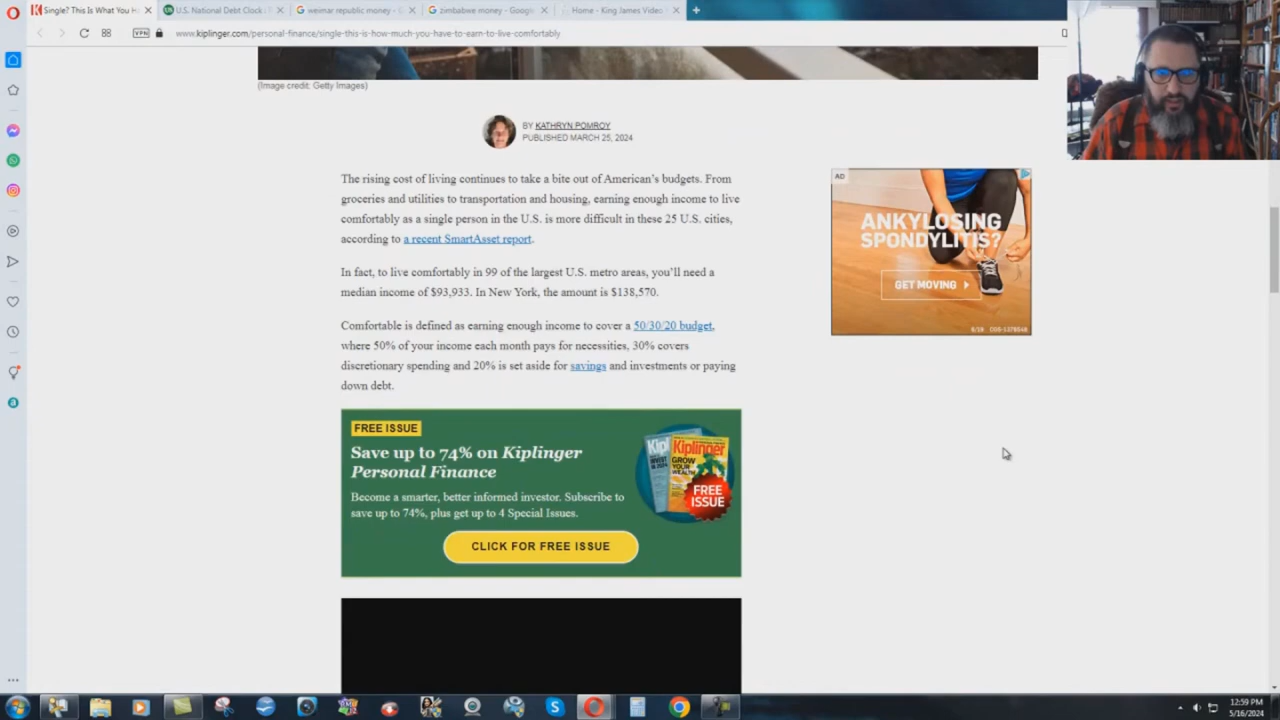 Single? This Is What You H
U.S. National Debt Clock :
weimar republic money - G
zimbabwe money - Google
Home - King James Video
88
VPN
www.kiplinger.com/personal-finance/single-this-is-how-much-you-have-to-earn-to-live-comfortably
(Image credit: Getty Images)
BY KATHRYN POMROY
PUBLISHED MARCH 25, 2024
The rising cost of living continues to take a bite out of American's budgets. From
groceries and utilities to transportation and housing, earning enough income to live
comfortably as a single person in the U.S. is more difficult in these 25 U.S. cities,
according to a recent SmartAsset report.
In fact, to live comfortably in 99 of the largest U.S. metro areas, you'll need a
median income of $93,933. In New York, the amount is $138,570.
Comfortable is defined as earning enough income to cover a 50/30/20 budget,
where 50% of your income each month pays for necessities, 30% covers
discretionary spending and 20% is set aside for savings and investments or paying
down debt.
AD
ANKYLOSING
SPONDYLITIS?
GET MOVING
FREE ISSUE
Save up to 74% on Kiplinger
Personal Finance
Become a smarter, better informed investor. Subscribe to
save up to 74%, plus get up to 4 Special Issues.
CLICK FOR FREE ISSUE
Kiplinger
GROW
YOUR
WEALTH
FREE
ISSUE
12:59 PM
5/16/2024